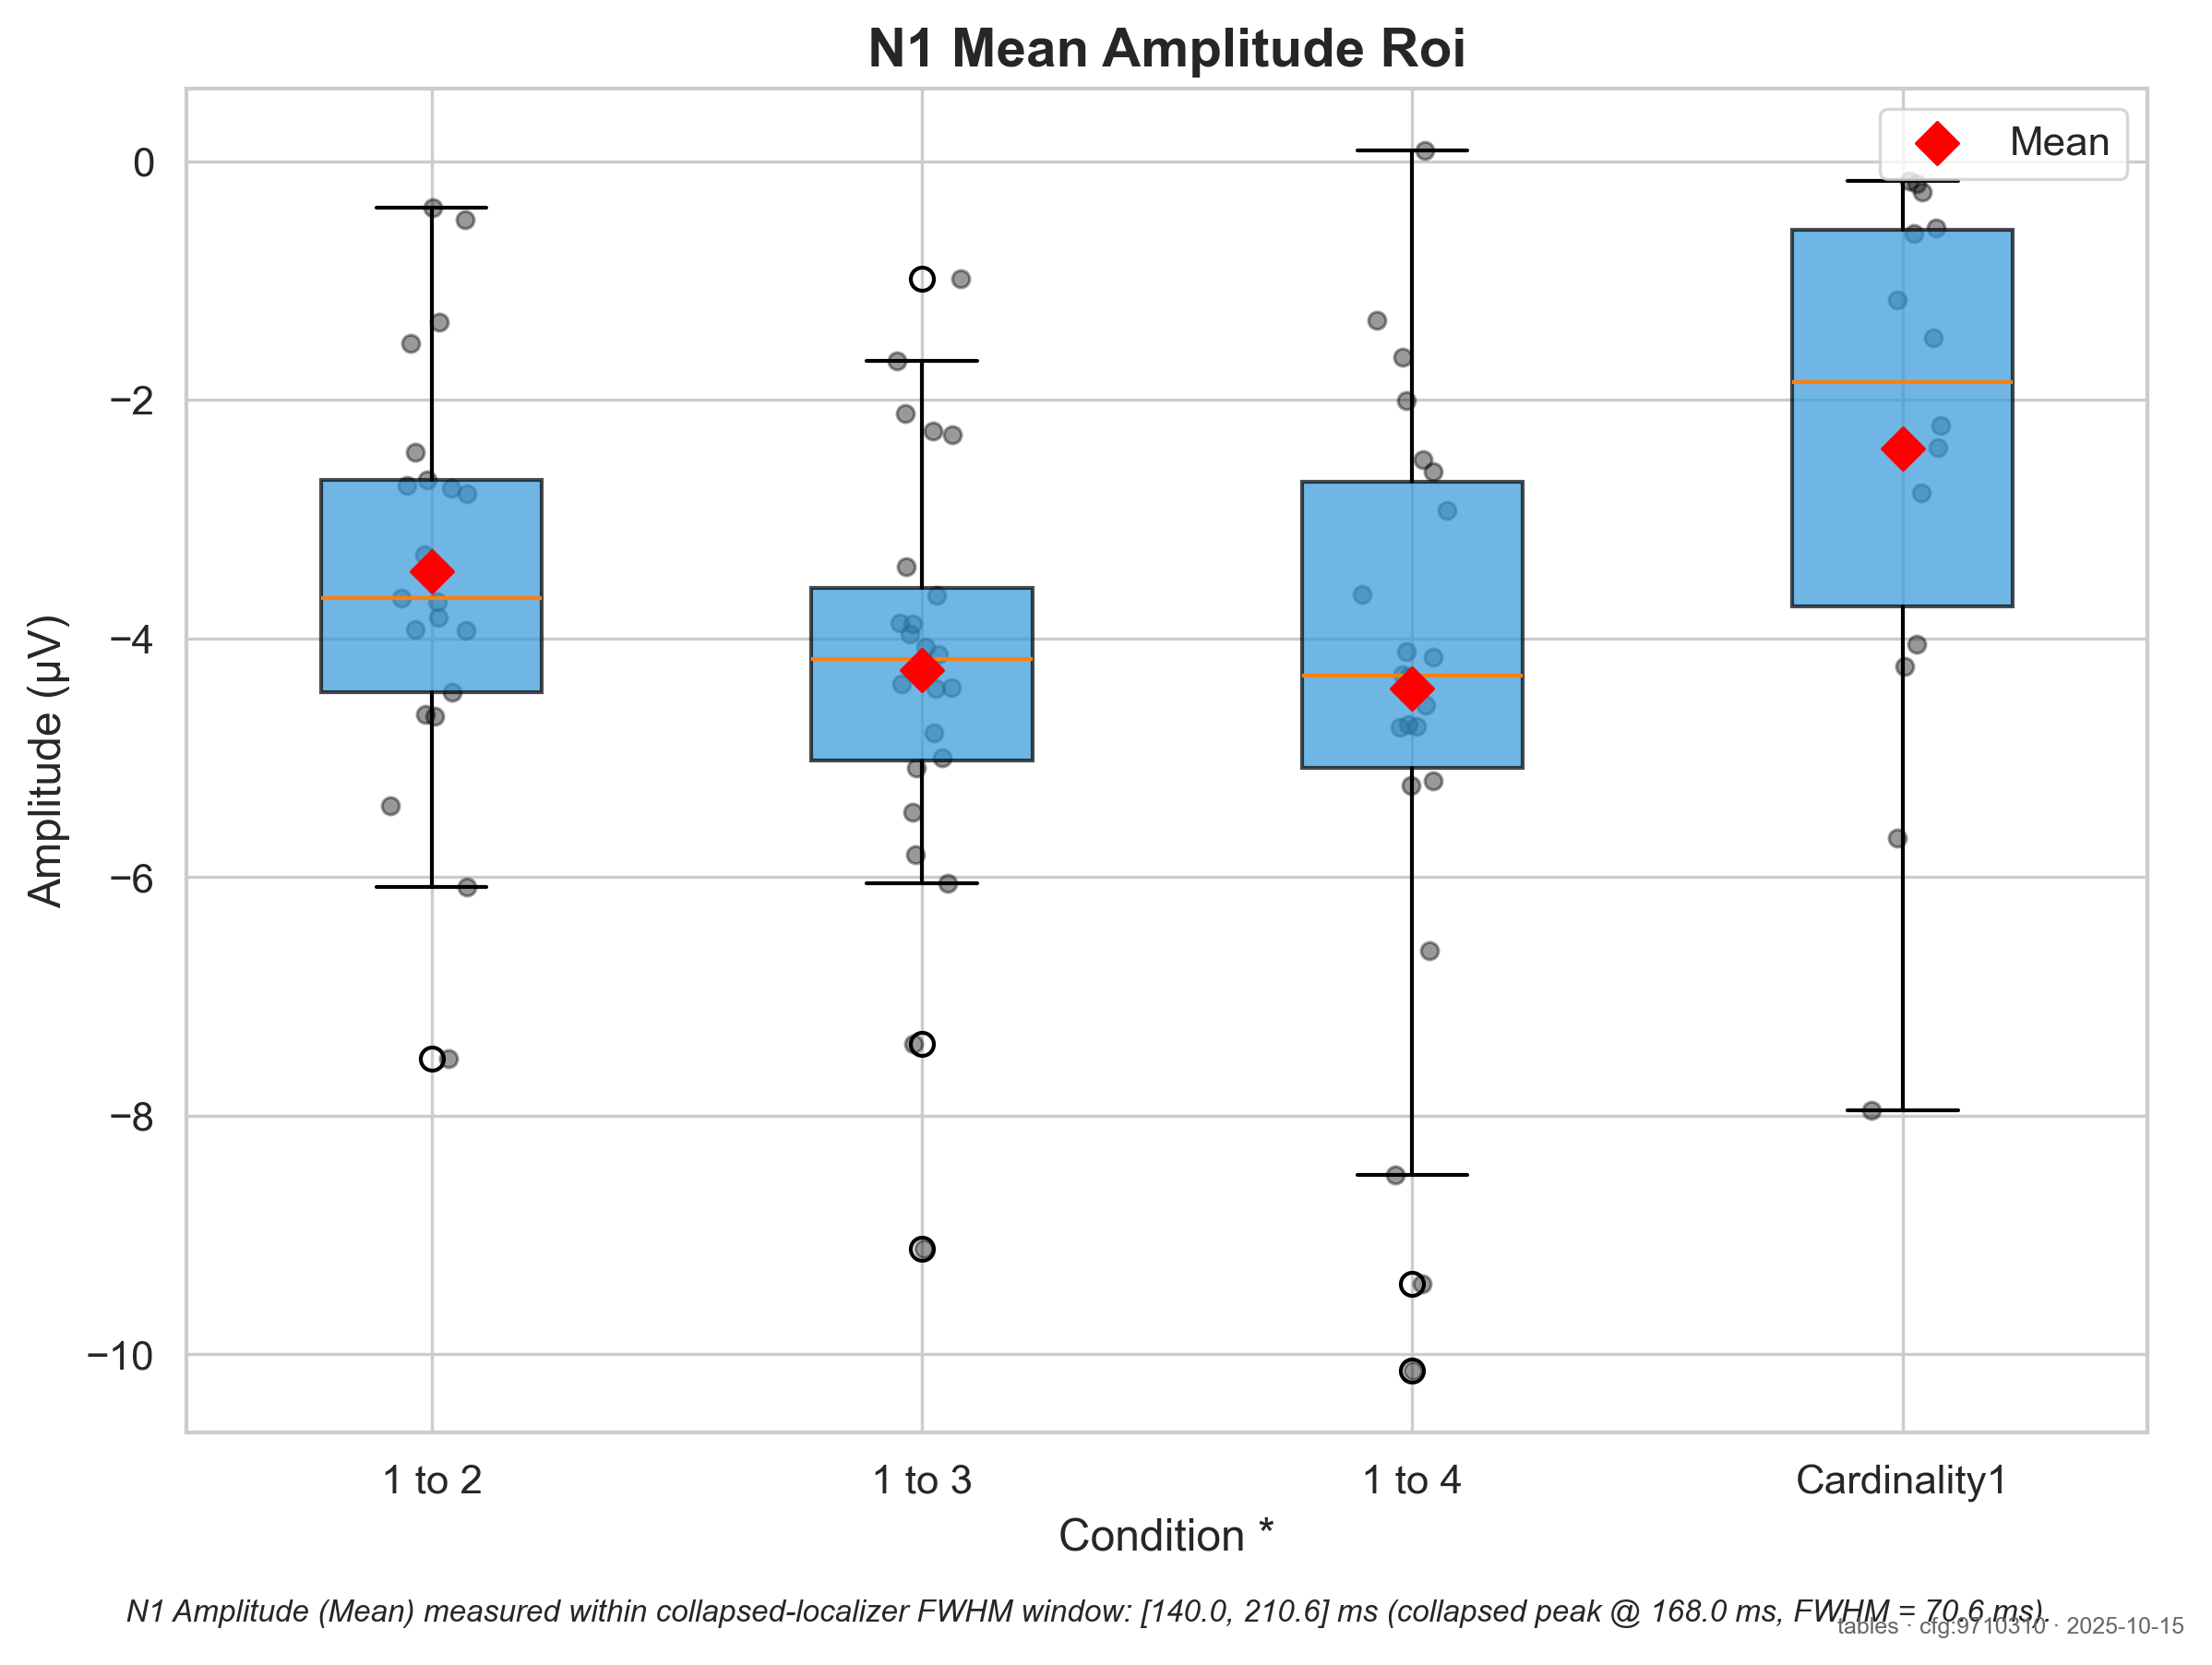 N1 Mean Amplitude Roi
Mean
Amplitude (µV)
0
−2
−4
−6
−8
−10
1 to 2
1 to 3
1 to 4
Cardinality1
Condition *
N1 Amplitude (Mean) measured within collapsed-localizer FWHM window: [140.0, 210.6] ms (collapsed peak @ 168.0 ms, FWHM = 70.6 ms).
tables · cfg:9710310 · 2025-10-15